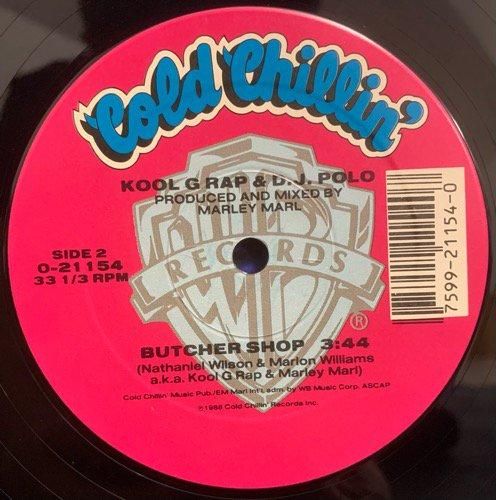 Cold Chillin'
KOOL G RAP & D.J. POLO
PRODUCED AND MIXED BY
MARLEY MARL
WB
RECORDS
SIDE 2
0-21154
33 1/3 RPM
7599-21154-0
®
BUTCHER SHOP 3:44
(Nathaniel Wilson & Marlon Williams
a.k.a. Kool G Rap & Marley Marl)
Cold Chillin' Music Pub./EM Marl Int'l. adm. by WB Music Corp. ASCAP
℗1988 Cold Chillin' Records Inc.